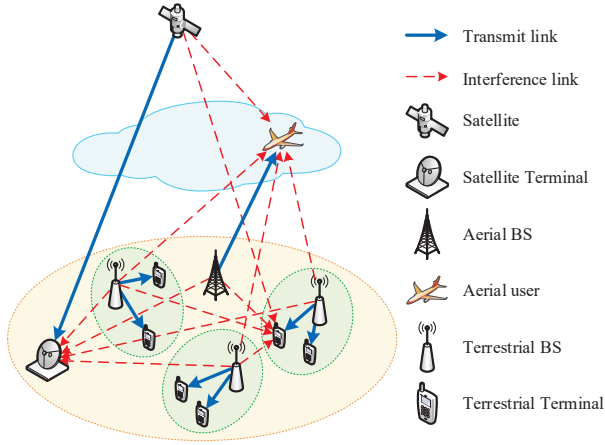 Transmit link
Interference link
Satellite
Satellite Terminal
Aerial BS
Aerial user
Terrestrial BS
Terrestrial Terminal